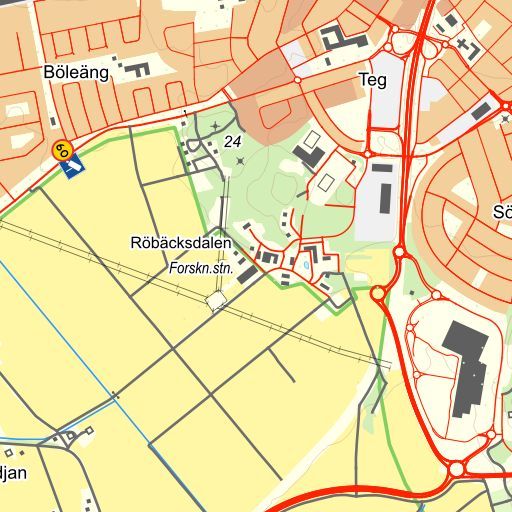 Böleäng
Teg
24
60
Röbäcksdalen
Forskn.stn.
Sö
djan